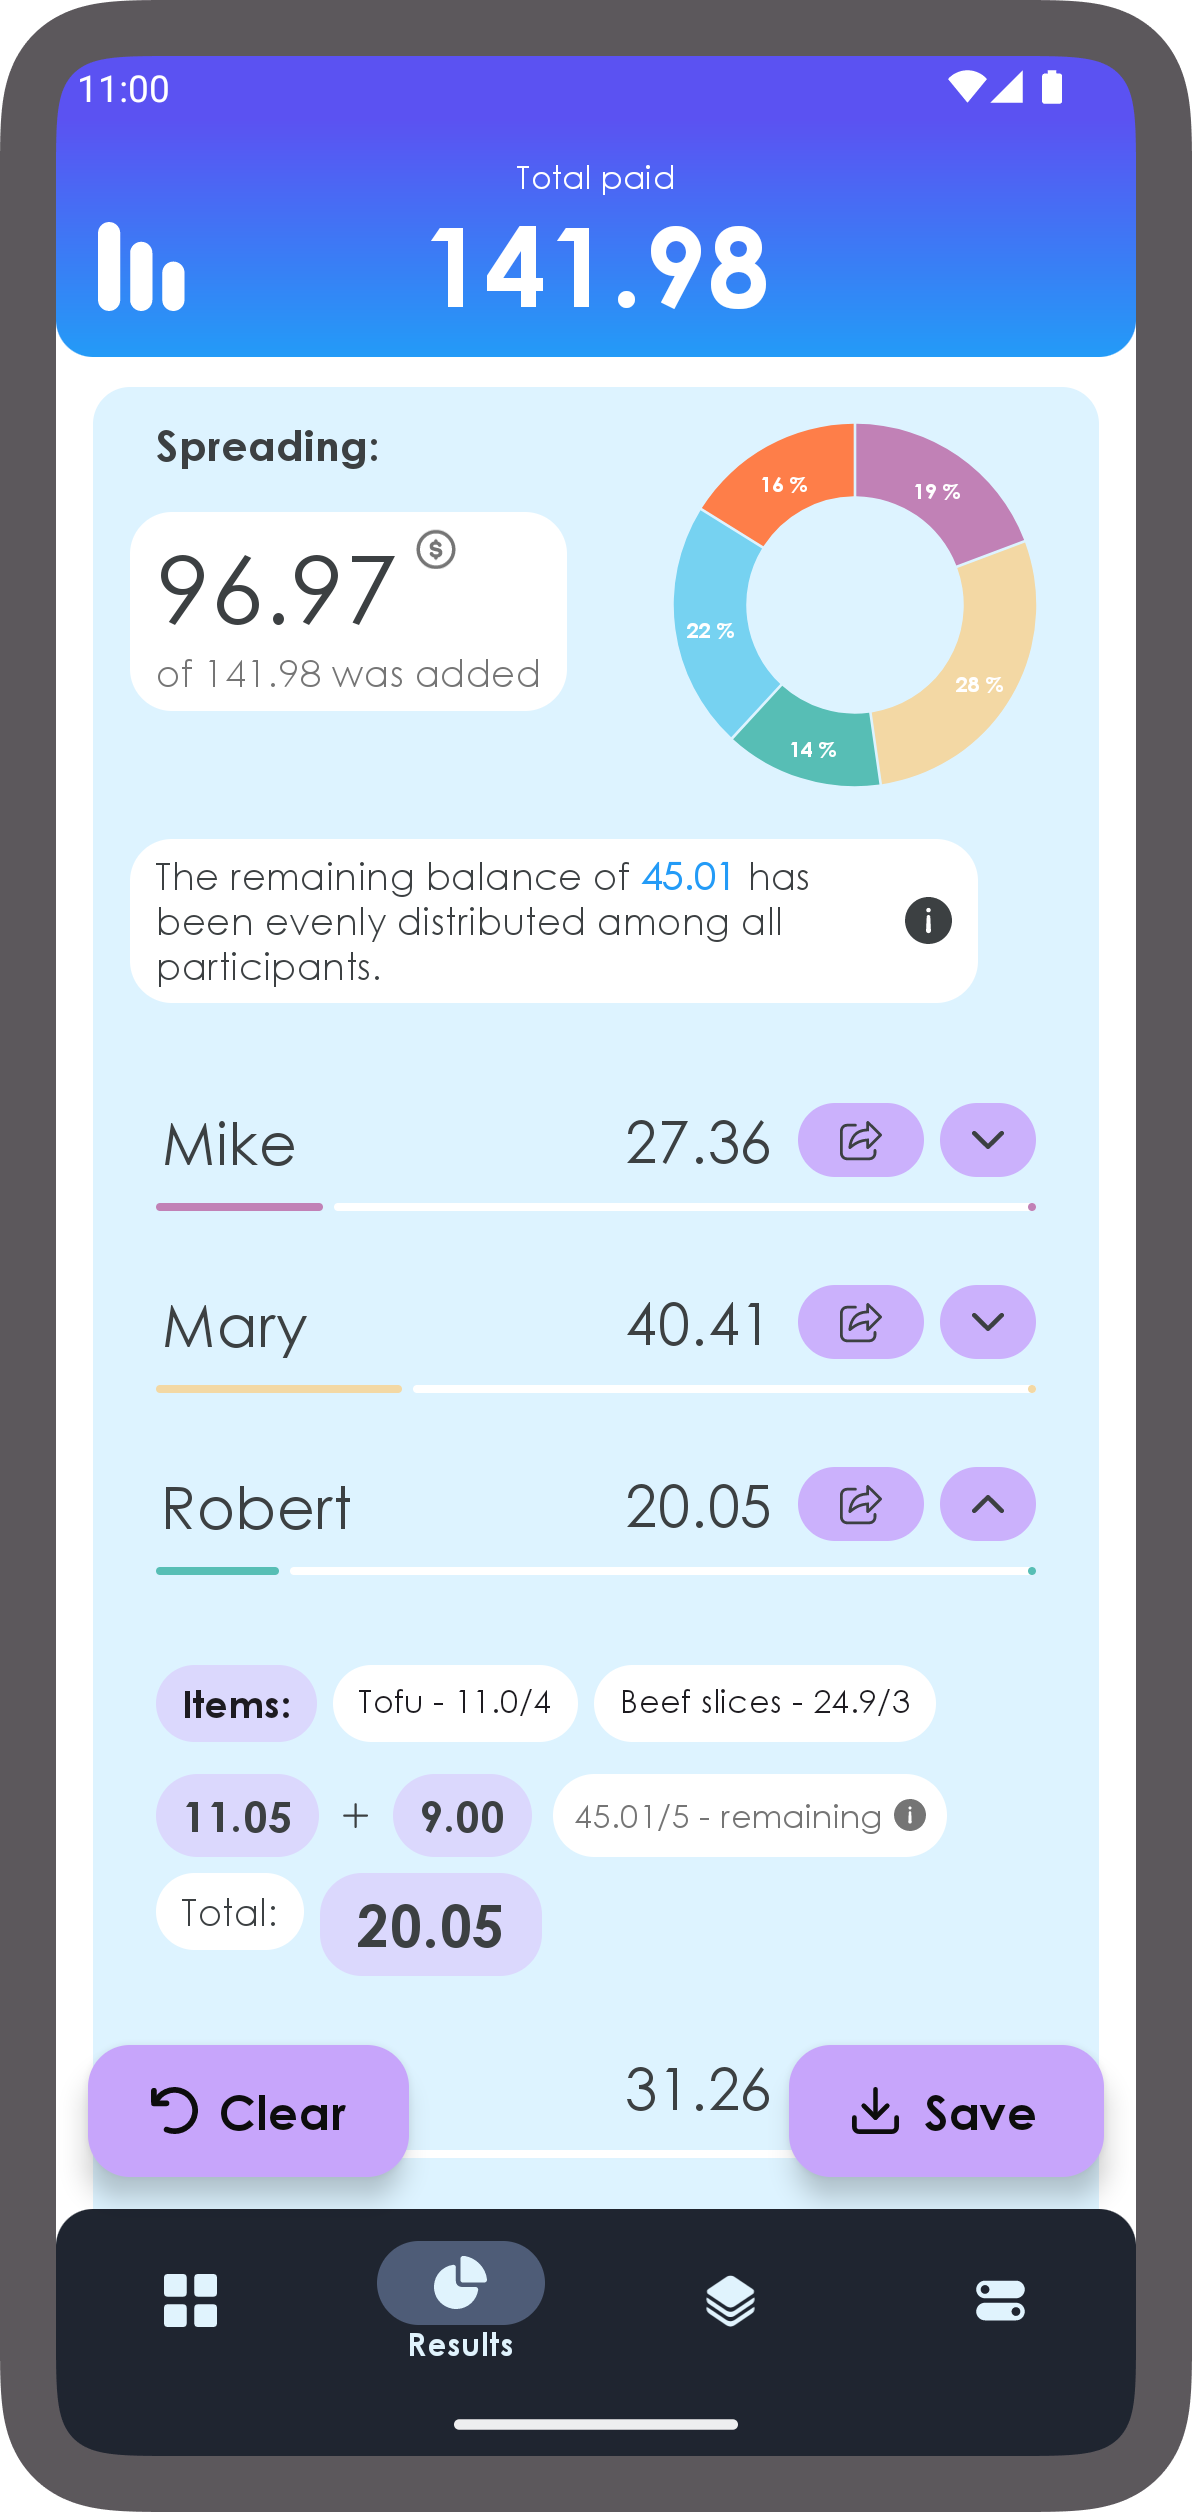 11:00
Total paid
141.98
Spreading:
96.97
of 141.98 was added
16 %
19 %
22 %
28 %
14 %
The remaining balance of 45.01 has
been evenly distributed among all
participants.
Mike 27.36
Mary 40.41
Robert 20.05
Items: Tofu - 11.0/4 Beef slices - 24.9/3
11.05 + 9.00 45.01/5 - remaining
Total: 20.05
31.26
Clear Save
Results